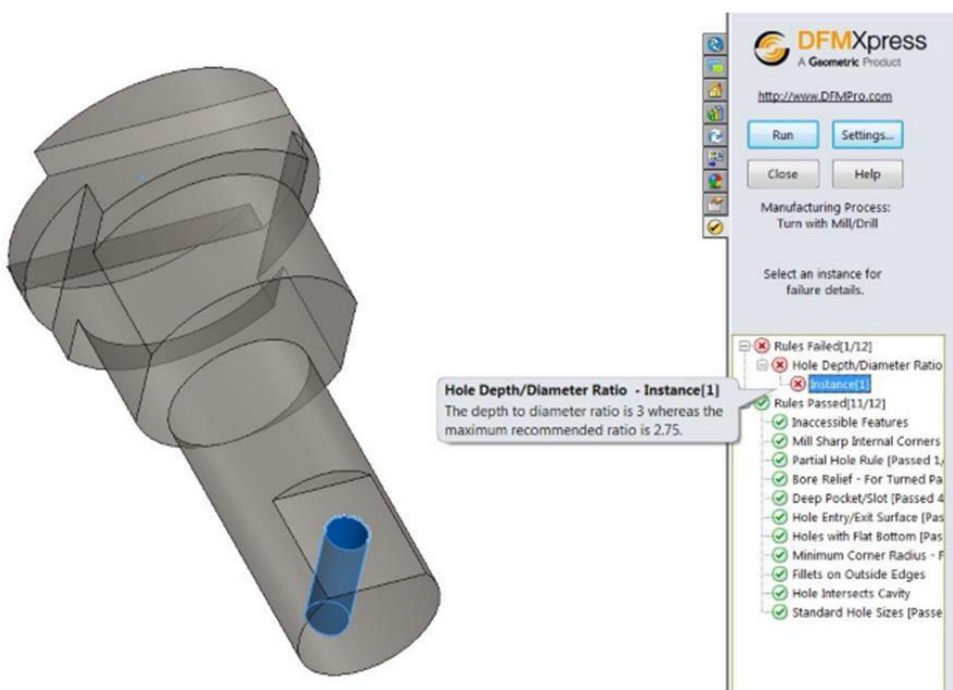 DFMXpress
A Geometric Product
http://www.DFMPro.com
Run
Settings...
Close
Help
Manufacturing Process:
Turn with Mill/Drill
Select an instance for
failure details.
Rules Failed[1/12]
Hole Depth/Diameter Ratio
Instance[1]
Hole Depth/Diameter Ratio - Instance[1]
The depth to diameter ratio is 3 whereas the
maximum recommended ratio is 2.75.
Rules Passed[11/12]
Inaccessible Features
Mill Sharp Internal Corners
Partial Hole Rule [Passed 1/
Bore Relief - For Turned Pa
Deep Pocket/Slot [Passed 4
Hole Entry/Exit Surface [Pas
Holes with Flat Bottom [Pas
Minimum Corner Radius - F
Fillets on Outside Edges
Hole Intersects Cavity
Standard Hole Sizes [Passe